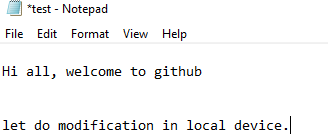 *test - Notepad
File Edit Format View Help
Hi all, welcome to github
let do modification in local device.